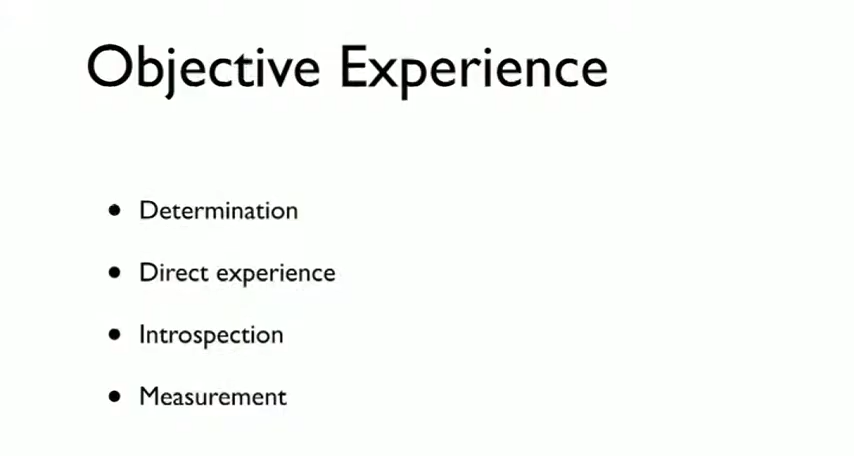 Objective Experience
• Determination
• Direct experience
• Introspection
• Measurement